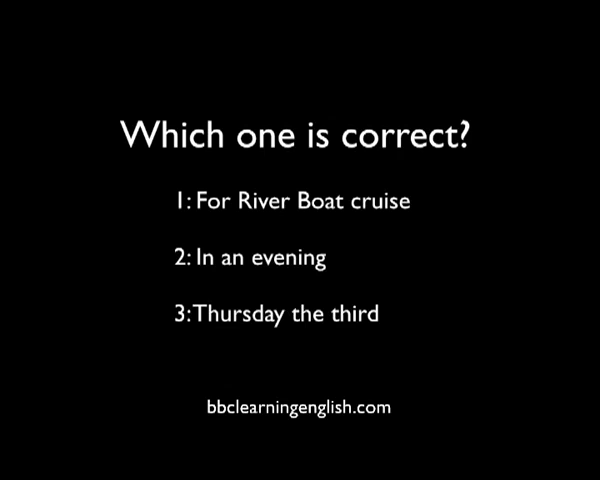 Which one is correct?
1: For River Boat cruise
2: In an evening
3: Thursday the third
bbclearningenglish.com